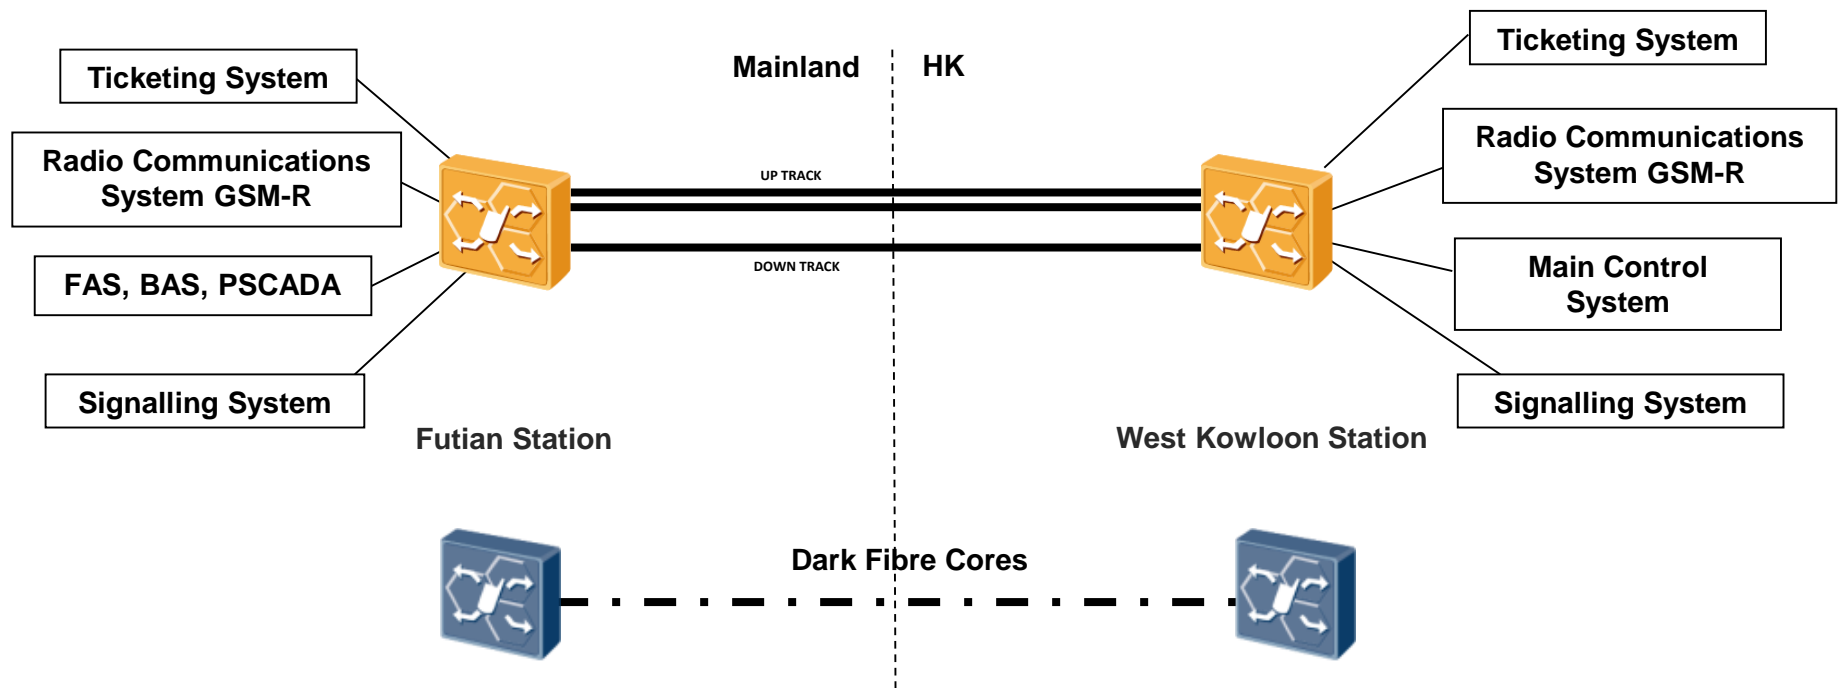 Mainland
HK
Ticketing System
Radio Communications
System GSM-R
FAS, BAS, PSCADA
Signalling System
Futian Station
UP TRACK
DOWN TRACK
Ticketing System
Radio Communications
System GSM-R
Main Control
System
Signalling System
West Kowloon Station
Dark Fibre Cores